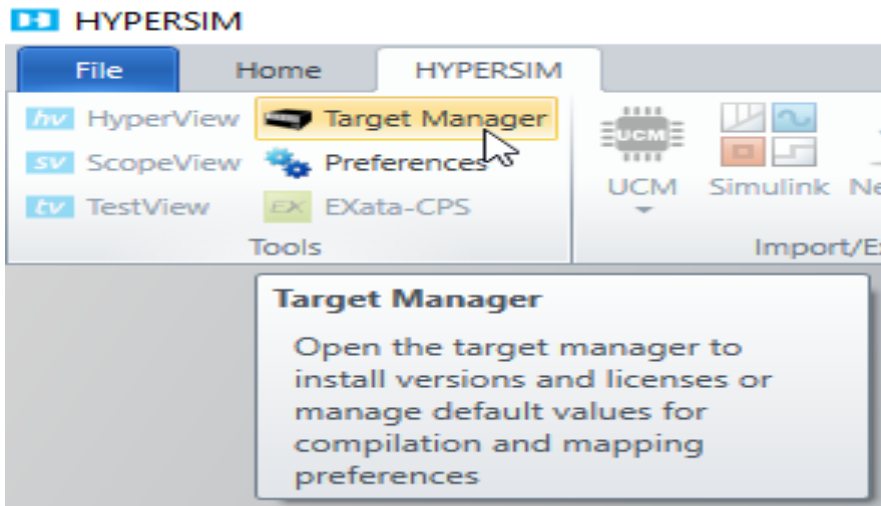 HYPERSIM
File Home HYPERSIM
hv HyperView Target Manager
sv ScopeView Preferences UCM
tv TestView EX EXata-CPS UCM Simulink
Tools Import/E
Target Manager
Open the target manager to
install versions and licenses or
manage default values for
compilation and mapping
preferences